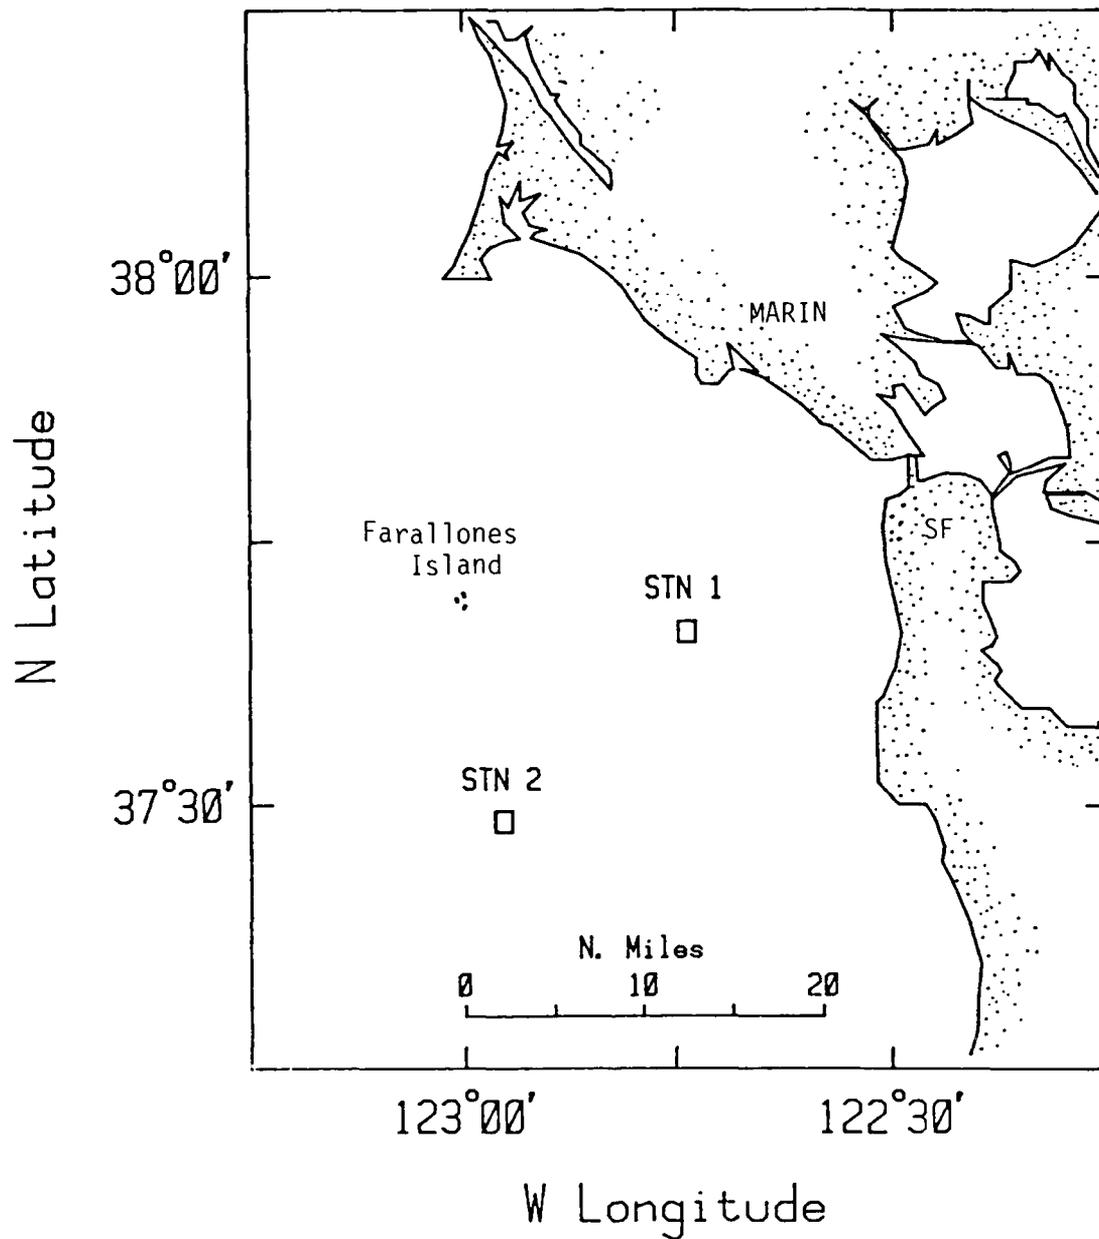 38°00'
MARIN
N Latitude
SF
Farallones
Island
STN 1
STN 2
37°30'
N. Miles
0 10 20
123°00' 122°30'
W Longitude